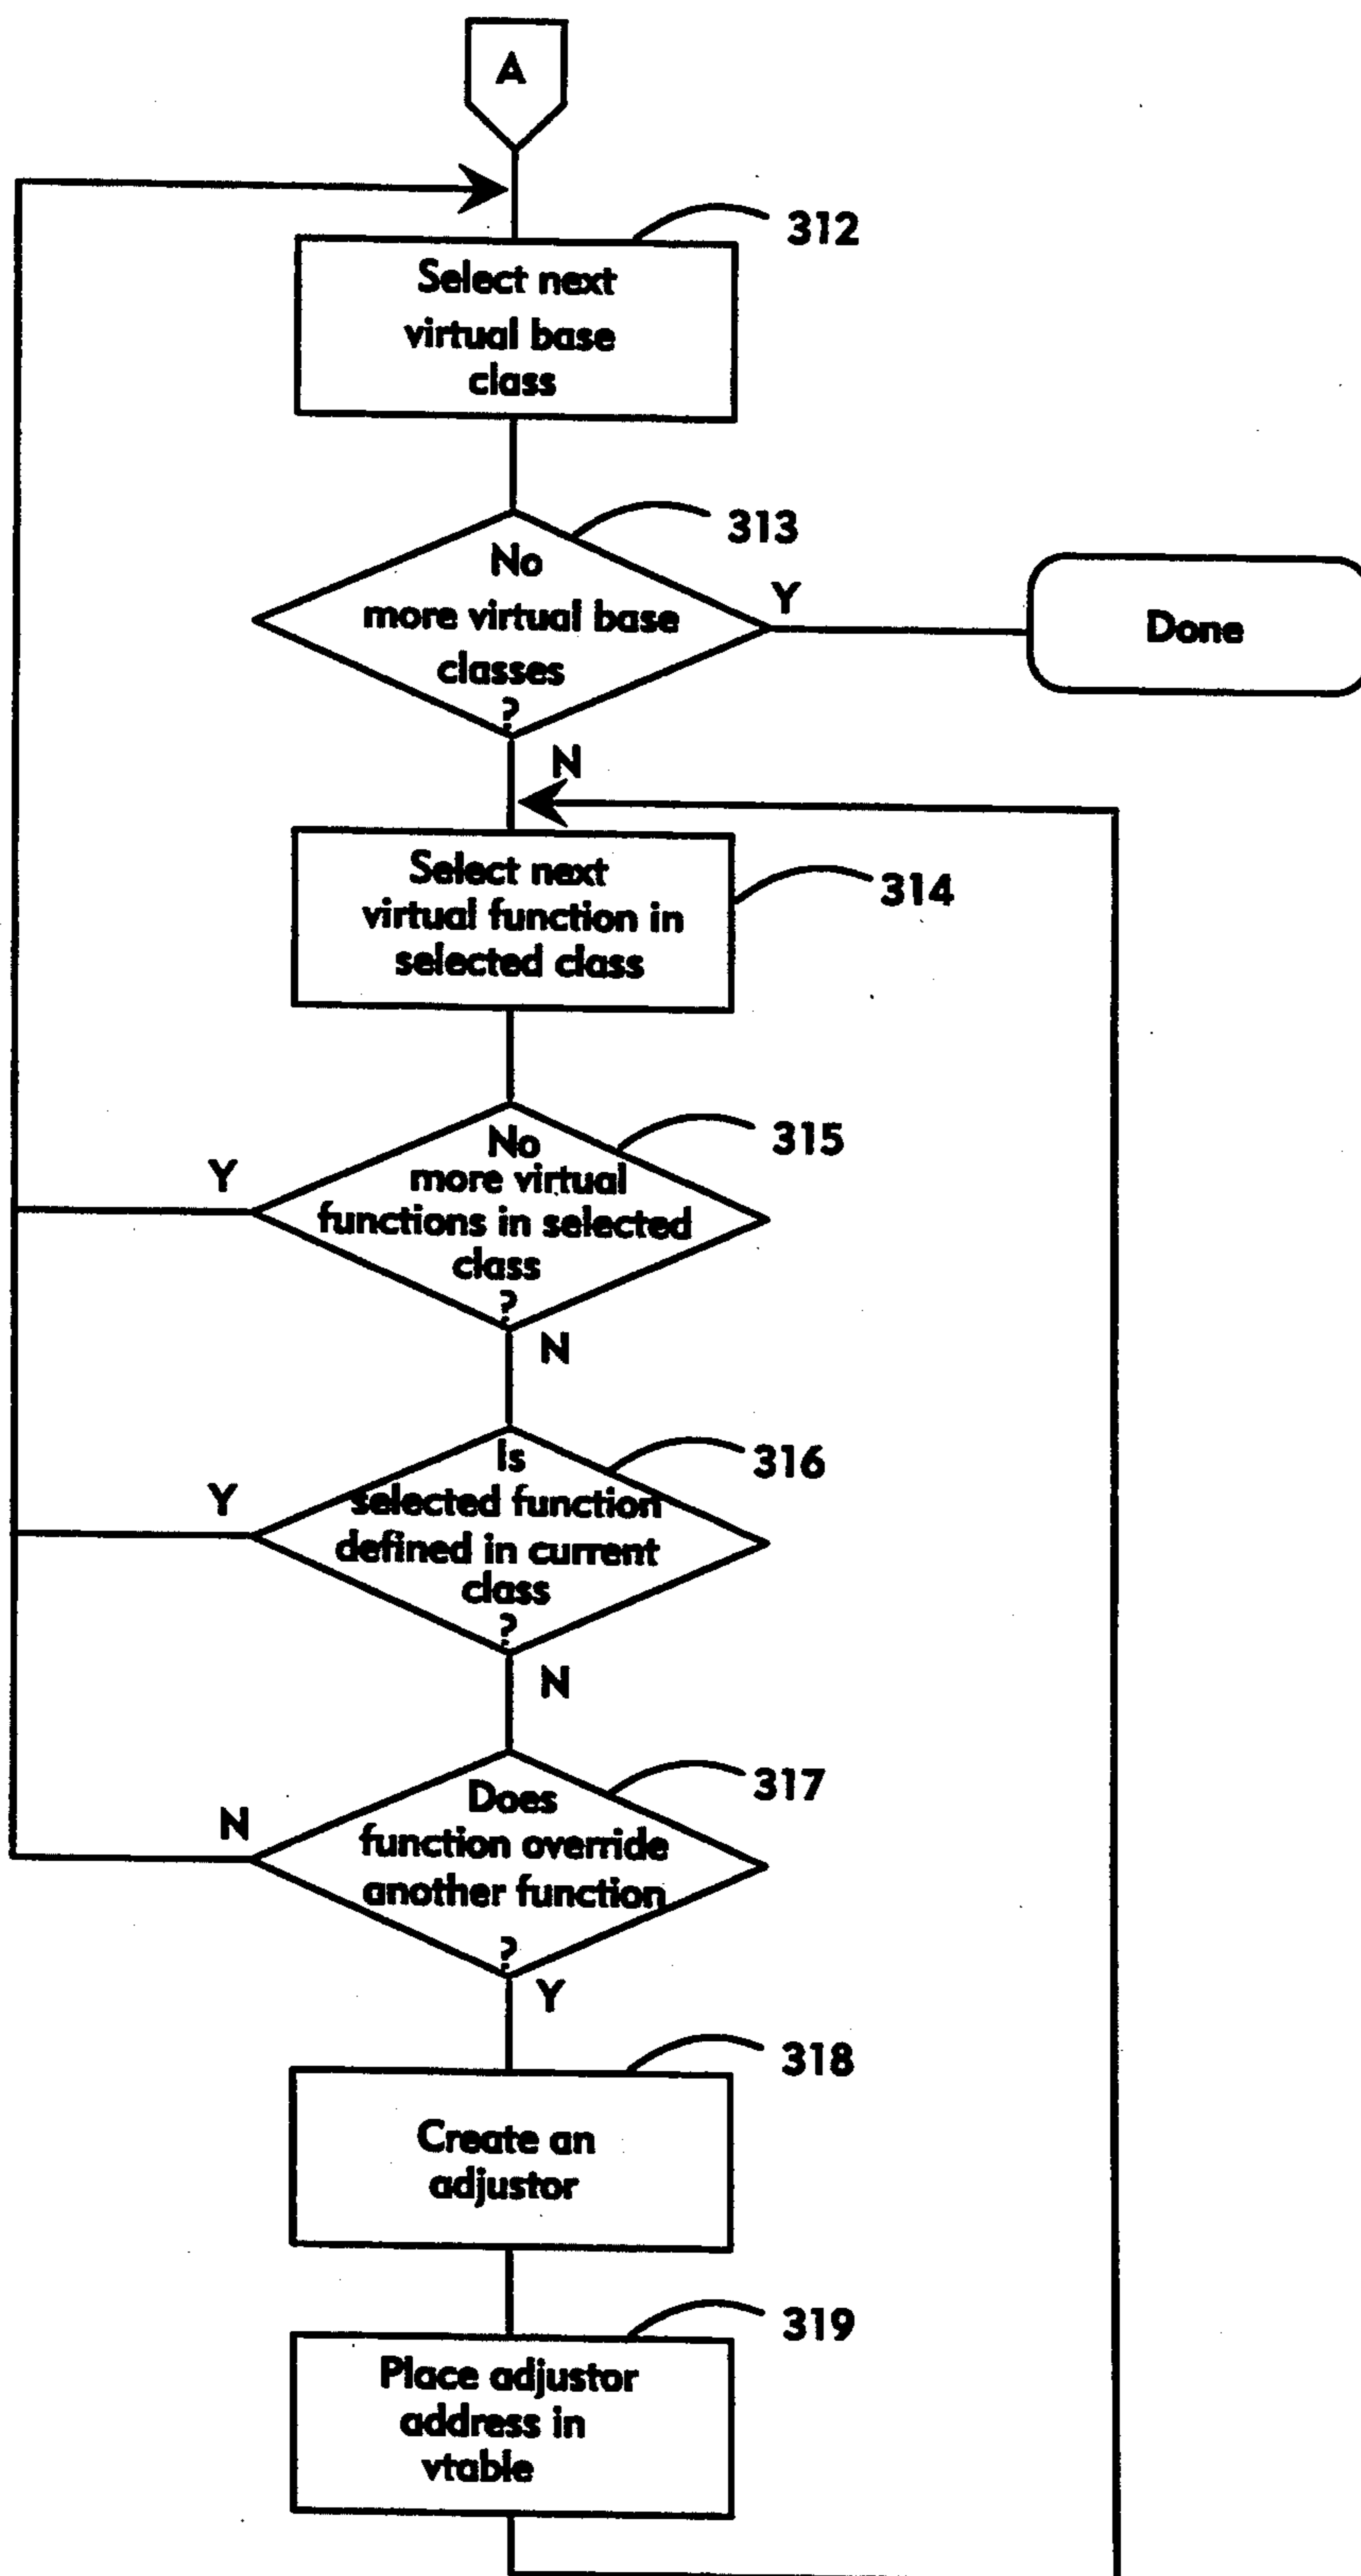 A
312
Select next
virtual base
class
313
No
more virtual base
classes
?
Y
Done
N
Select next
virtual function in
selected class
314
No
more virtual
functions in selected
class
?
315
Y
N
Is
selected function
defined in current
class
?
316
Y
N
Does
function override
another function
?
317
N
Y
318
Create an
adjustor
319
Place adjustor
address in
vtable